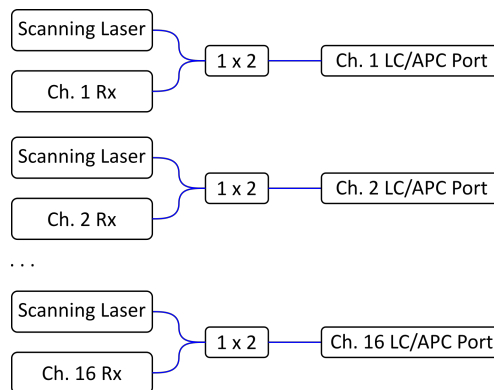 Scanning Laser
1 x 2
Ch. 1 LC/APC Port
Ch. 1 Rx
Scanning Laser
1 x 2
Ch. 2 LC/APC Port
Ch. 2 Rx
. . .
Scanning Laser
1 x 2
Ch. 16 LC/APC Port
Ch. 16 Rx